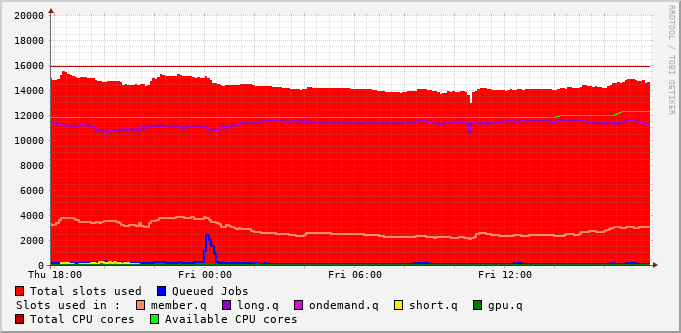 20000
18000
16000
14000
12000
10000
8000
6000
4000
2000
0
Thu 18:00 Fri 00:00 Fri 06:00 Fri 12:00
RRDTOOL / TOBI OETIKER
Total slots used Queued Jobs
Slots used in : member.q long.q ondemand.q short.q gpu.q
Total CPU cores Available CPU cores